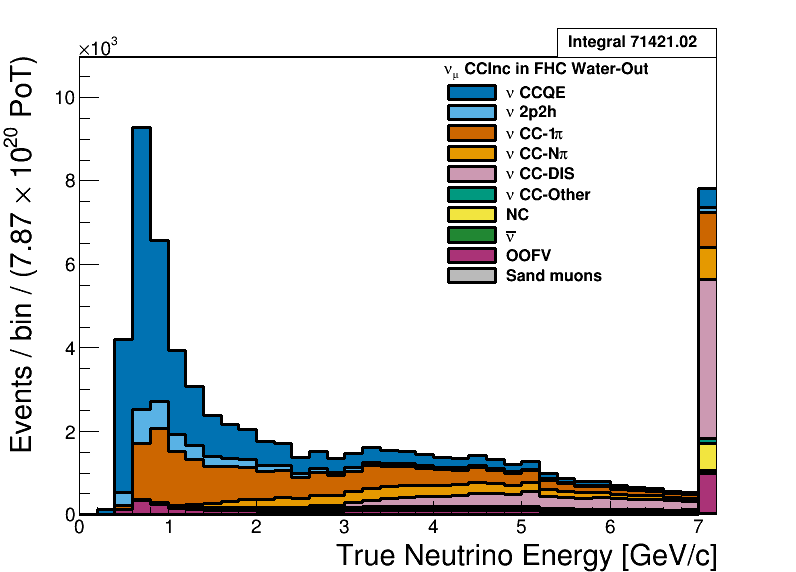 Integral 71421.02
×10³
νμ CCInc in FHC Water-Out
ν CCQE
ν 2p2h
ν CC-1π
ν CC-Nπ
ν CC-DIS
ν CC-Other
NC
ν̅
OOFV
Sand muons
Events / bin / (7.87 × 10²⁰ PoT)
10
8
6
4
2
0
0 1 2 3 4 5 6 7
True Neutrino Energy [GeV/c]